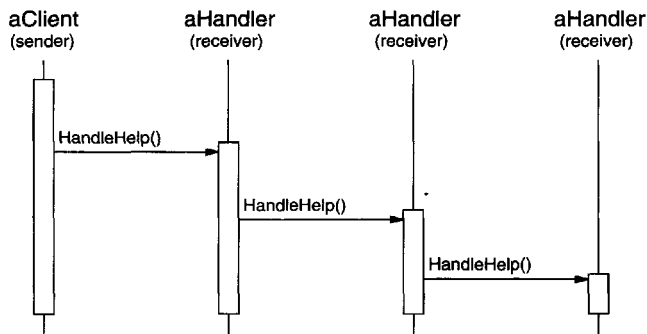 aClient aHandler aHandler aHandler
(sender) (receiver) (receiver) (receiver)
HandleHelp()
HandleHelp()
HandleHelp()